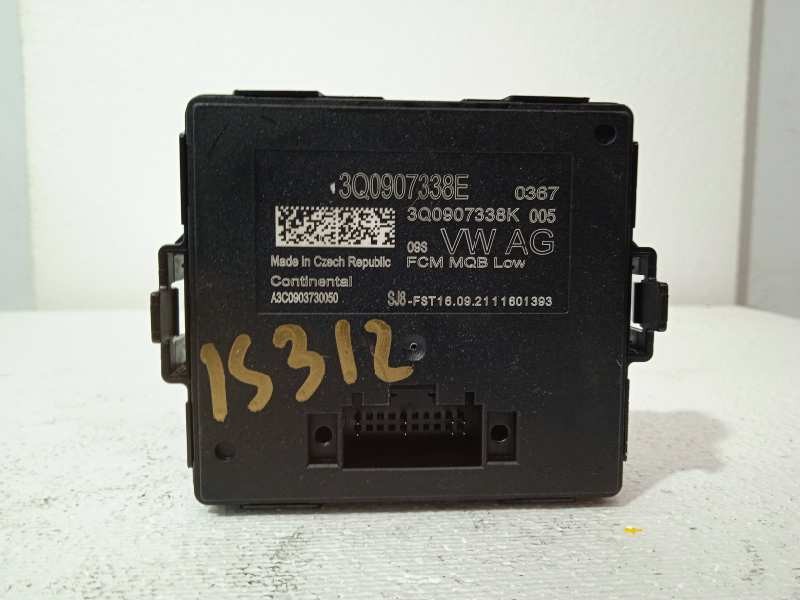 3Q0907338E 0367
3Q0907338K 005
09S VW AG
Made in Czech Republic FCM MQB Low
Continental
A3C0903730050 SJ8-FST16.09.2111601393
15312